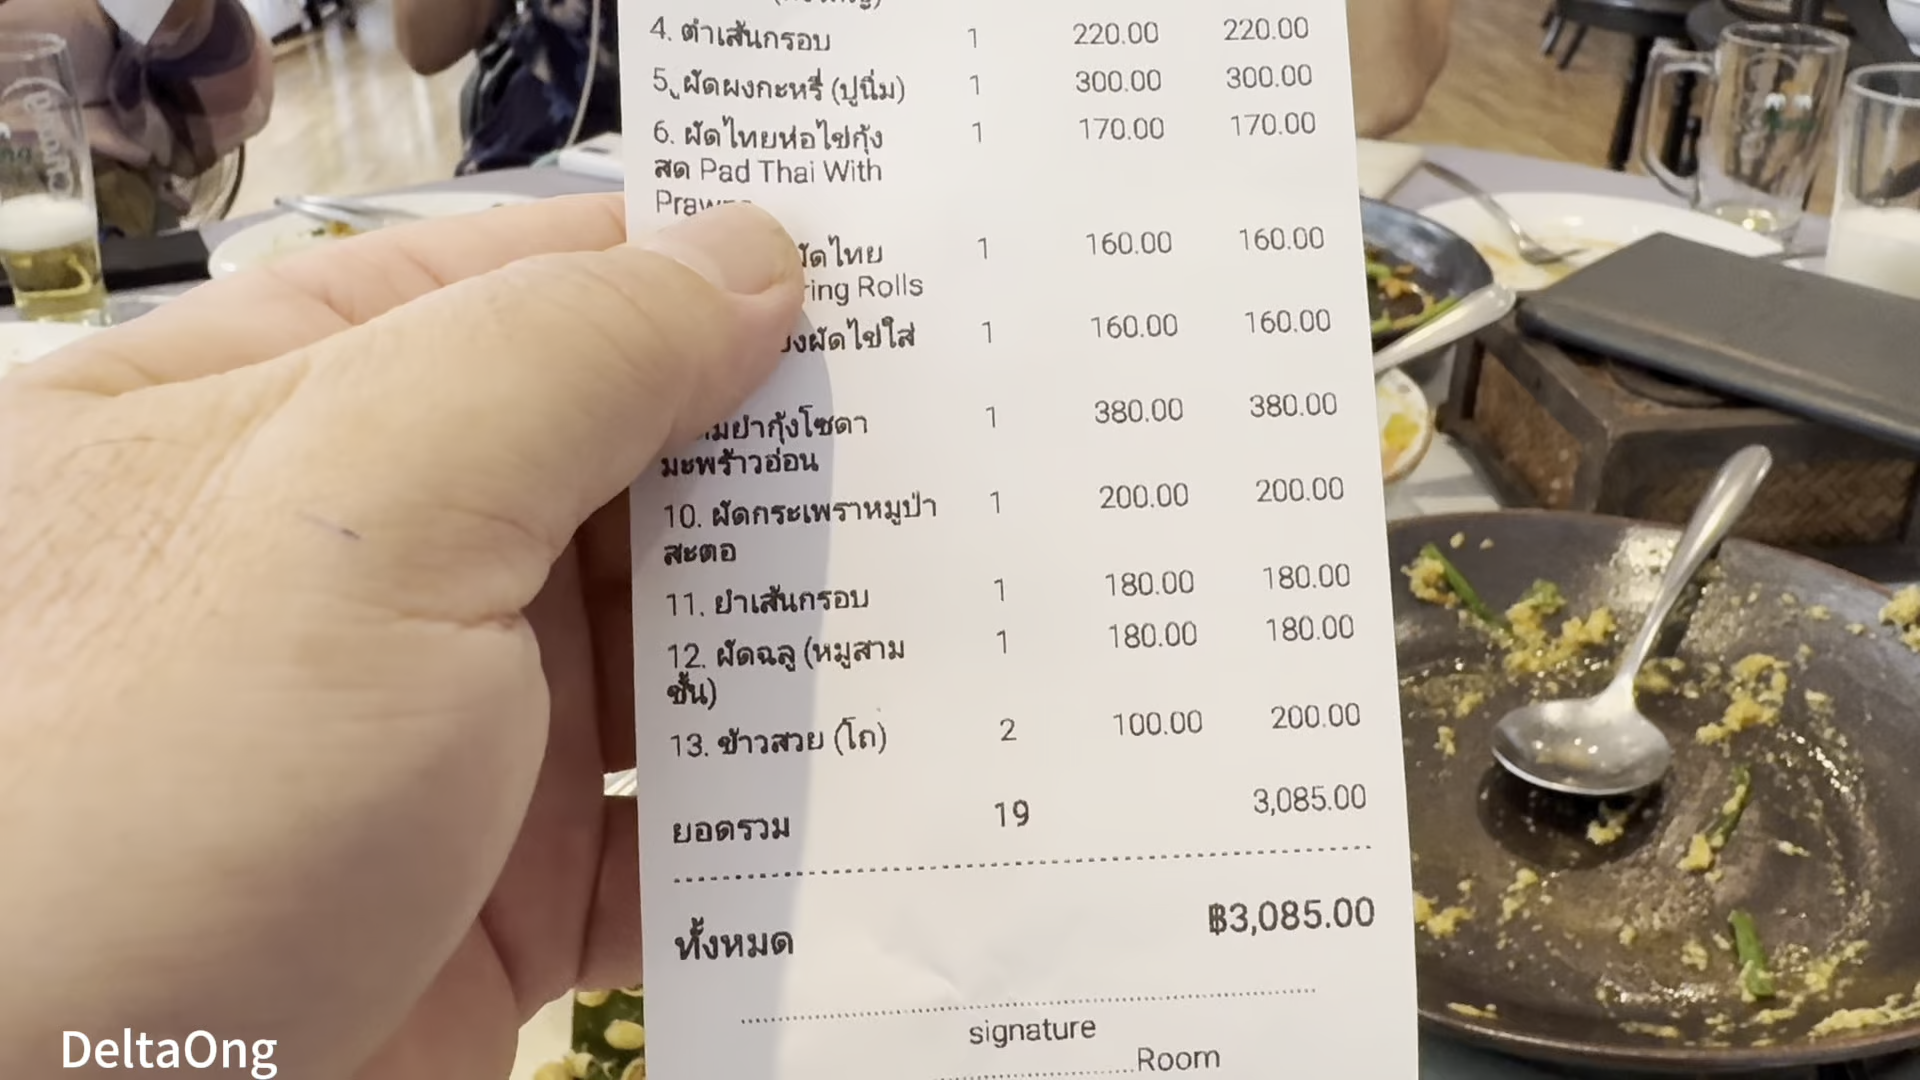 4. ตำเส้นกรอบ 1 220.00 220.00
5. ผัดผงกะหรี่ (ปูนิ่ม) 1 300.00 300.00
6. ผัดไทยห่อไข่กุ้ง 1 170.00 170.00
สด Pad Thai With
ผัดไทย 1 160.00 160.00
Rolls
ผัดไข่ใส่ 1 160.00 160.00
ยำกุ้งโซดา 1 380.00 380.00
มะพร้าวอ่อน
10. ผัดกระเพราหมูป่า 1 200.00 200.00
สะตอ
11. ยำเส้นกรอบ 1 180.00 180.00
12. ผัดฉลู (หมูสาม 1 180.00 180.00
ชั้น)
13. ข้าวสวย (โถ) 2 100.00 200.00
ยอดรวม 19 3,085.00
ทั้งหมด ฿3,085.00
signature
Room
DeltaOng